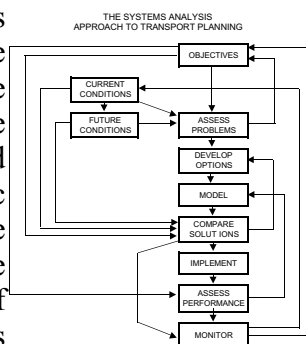 THE SYSTEMS ANALYSIS
APPROACH TO TRANSPORT PLANNING
OBJECTIVES
CURRENT
CONDITIONS
FUTURE
CONDITIONS
ASSESS
PROBLEMS
DEVELOP
OPTIONS
MODEL
COMPARE
SOLUT IONS
IMPLEMENT
ASSESS
PERFORMANCE
MONITOR